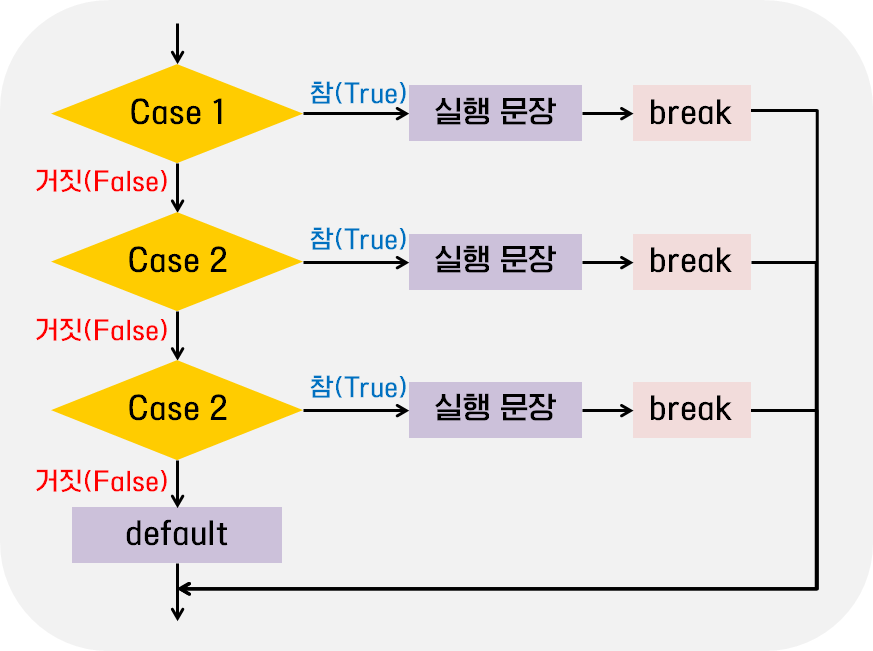 참(True)
Case 1
실행 문장
break
거짓(False)
참(True)
Case 2
실행 문장
break
거짓(False)
참(True)
Case 2
실행 문장
break
거짓(False)
default